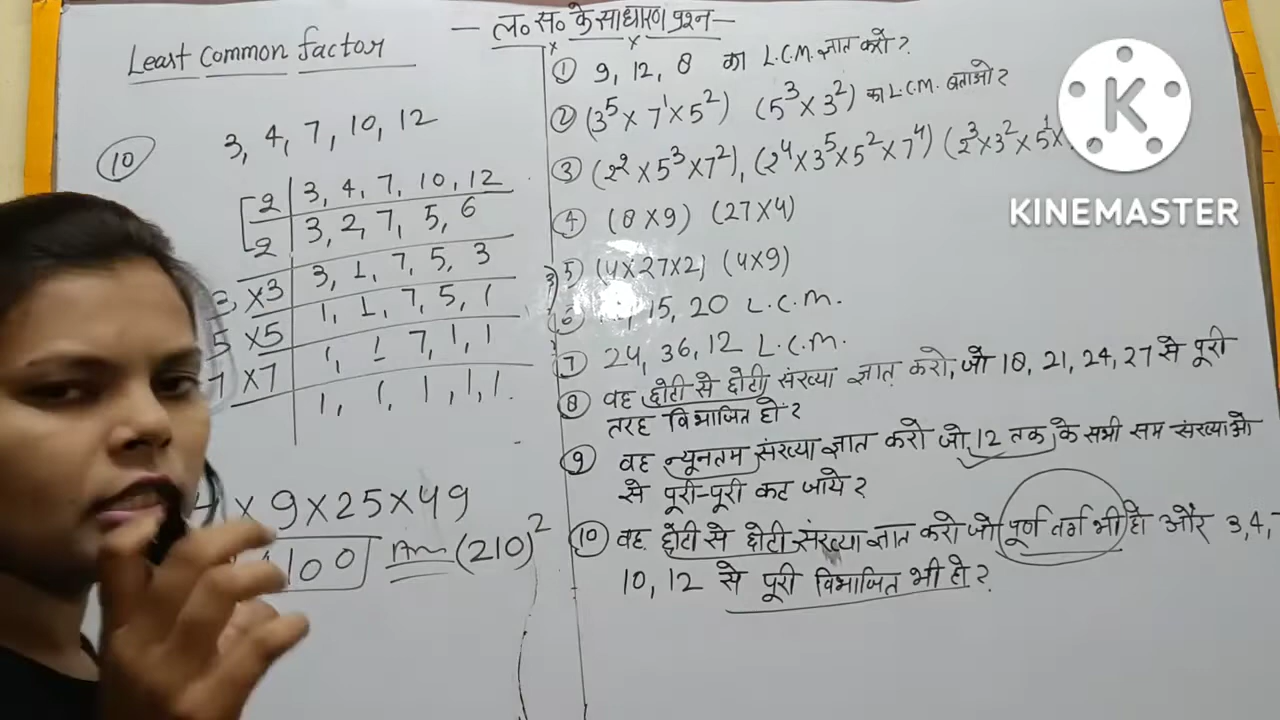 — ल० स० के साधारण प्रश्न —
Least common factor
10
3, 4, 7, 10, 12
2 | 3, 4, 7, 10, 12
2 | 3, 2, 7, 5, 6
3, ×3 | 3, 1, 7, 5, 3
5 ×5 | 1, 1, 7, 5, 1
7 ×7 | 1, 1 7, 1, 1
1, 1, 1, 1, 1.
× 9 × 25 × 49
100 Ans (210)²
① 9, 12, 8 का L.C.M. ज्ञात करो?
② (3⁵ × 7¹ × 5²) (5³ × 3²) का L.C.M. बताओ?
③ (2² × 5³ × 7²), (2⁴ × 3⁵ × 5² × 7⁴) (2³ × 3² × 5¹ ×
④ (8 × 9) (27 × 4)
5) (4 × 27 × 2) (4 × 9)
6 15, 20 L.C.M.
⑦ 24, 36, 12 L.C.M.
⑧ वह छोटी से छोटी संख्या ज्ञात करो, जो 18, 21, 24, 27 से पूरी
तरह विभाजित हो?
⑨ वह न्यूनतम संख्या ज्ञात करो जो 12 तक के सभी सम संख्याओ
से पूरी-पूरी कट जाये?
⑩ वह छोटी से छोटी संख्या ज्ञात करो जो पूर्ण वर्ग भी हो और 3, 4,
10, 12 से पूरी विभाजित भी हो?
K
KINEMASTER